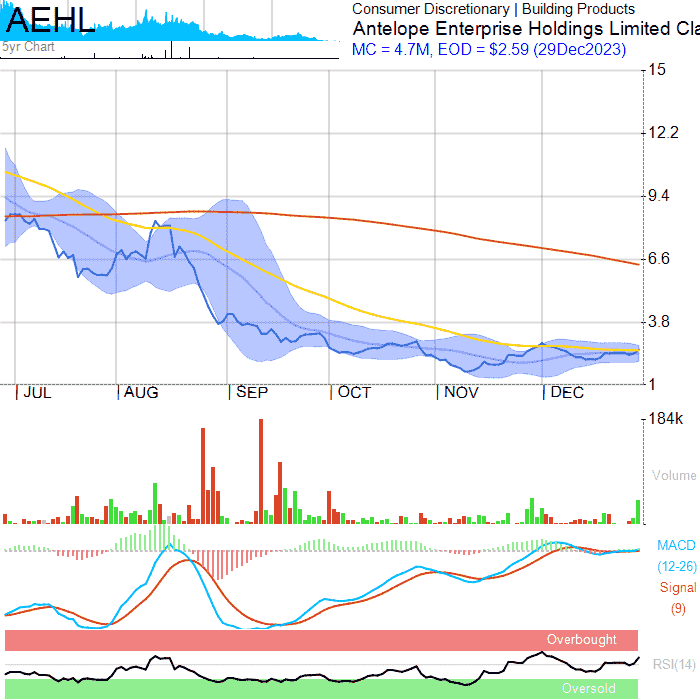 AEHL
5yr Chart
Consumer Discretionary | Building Products
Antelope Enterprise Holdings Limited Cla
MC = 4.7M, EOD = $2.59 (29Dec2023)
15
12.2
9.4
6.6
3.8
1
JUL AUG SEP OCT NOV DEC
184k
Volume
MACD
(12-26)
Signal
(9)
Overbought
RSI(14)
Oversold